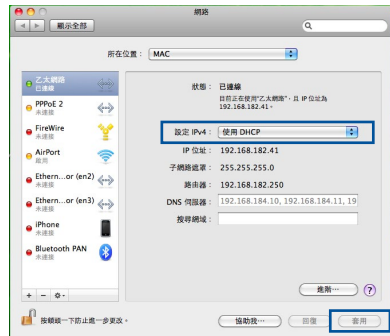 網路
顯示全部
所在位置： MAC
乙太網路
已連線
PPPoE 2
未連接
FireWire
未連接
AirPort
啟用
Ethern...or (en2)
未連接
Ethern...or (en3)
未連接
iPhone
未連接
Bluetooth PAN
未連接
狀態： 已連線
目前正在使用“乙太網路”，且 IP 位址為
192.168.182.41。
設定 IPv4： 使用 DHCP
IP 位址： 192.168.182.41
子網路遮罩： 255.255.255.0
路由器： 192.168.182.250
DNS 伺服器： 192.168.184.10, 192.168.184.11, 19
搜尋網域：
進階… ?
按鎖頭一下防止進一步更改。
協助我… 回復 套用